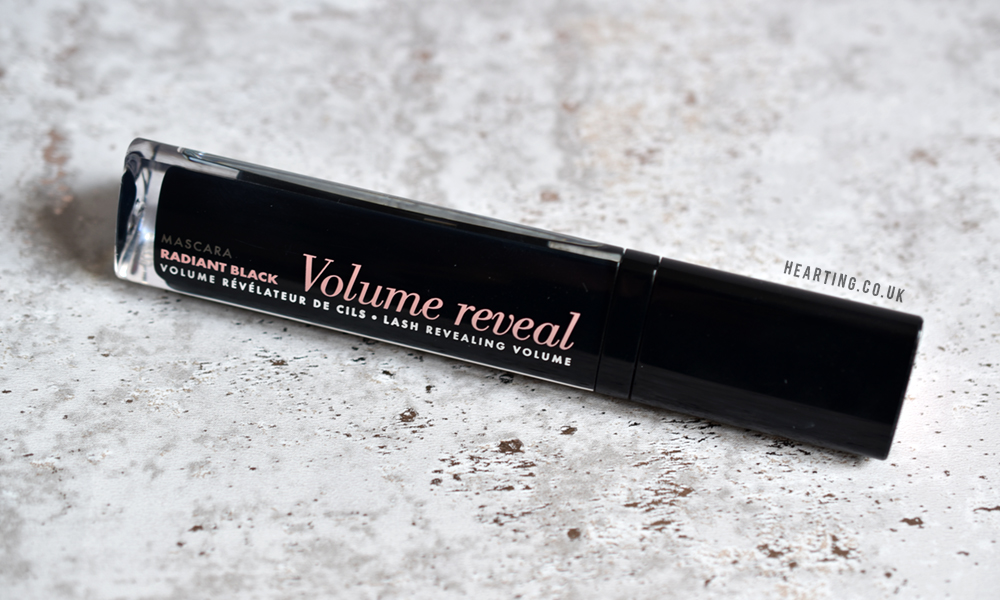 MASCARA
RADIANT BLACK
Volume reveal
VOLUME RÉVÉLATEUR DE CILS • LASH REVEALING VOLUME
HEARTING.CO.UK